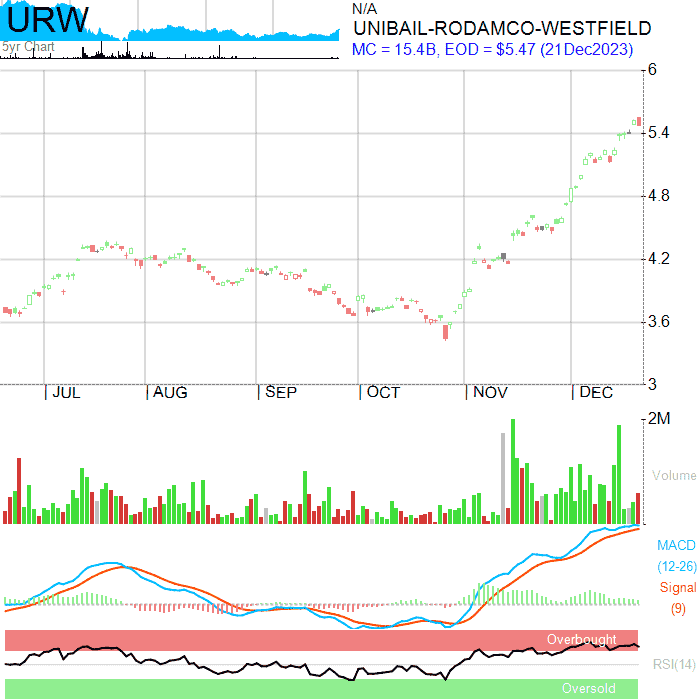 URW
5yr Chart
N/A
UNIBAIL-RODAMCO-WESTFIELD
MC = 15.4B, EOD = $5.47 (21Dec2023)
6
5.4
4.8
4.2
3.6
3
JUL AUG SEP OCT NOV DEC
2M
Volume
MACD
(12-26)
Signal
(9)
Overbought
RSI(14)
Oversold